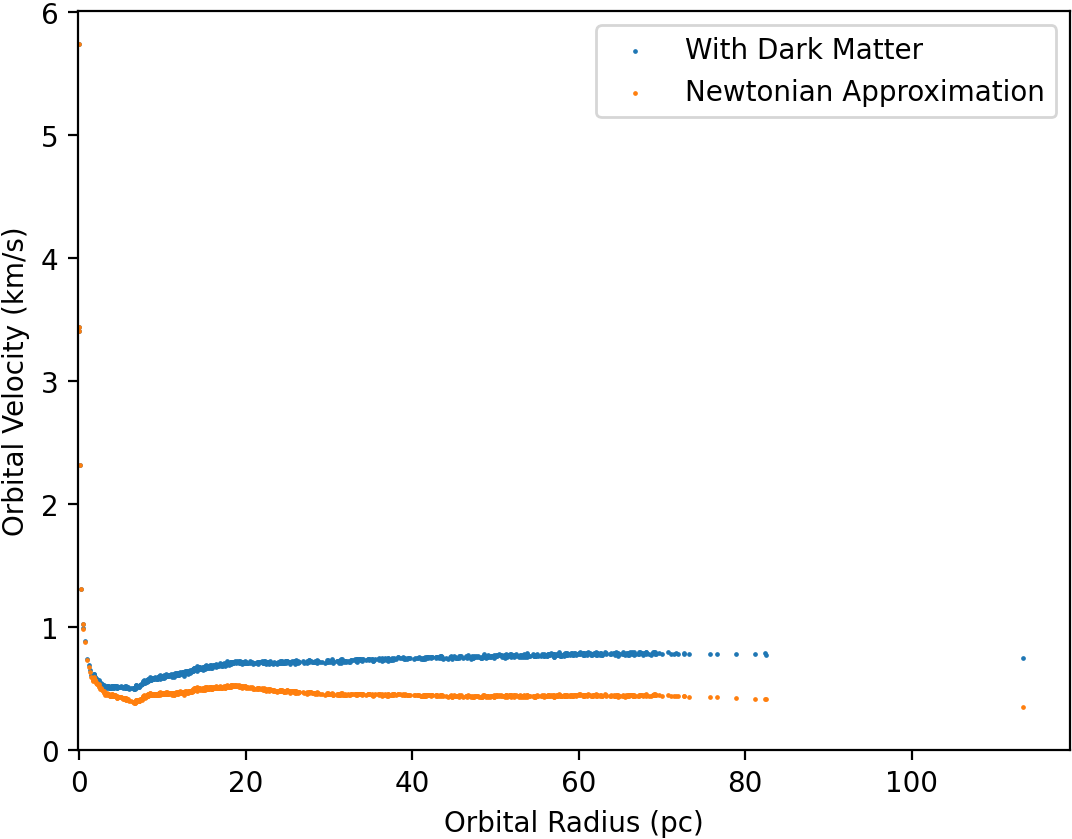 With Dark Matter
Newtonian Approximation
Orbital Velocity (km/s)
6
5
4
3
2
1
0
0 20 40 60 80 100
Orbital Radius (pc)